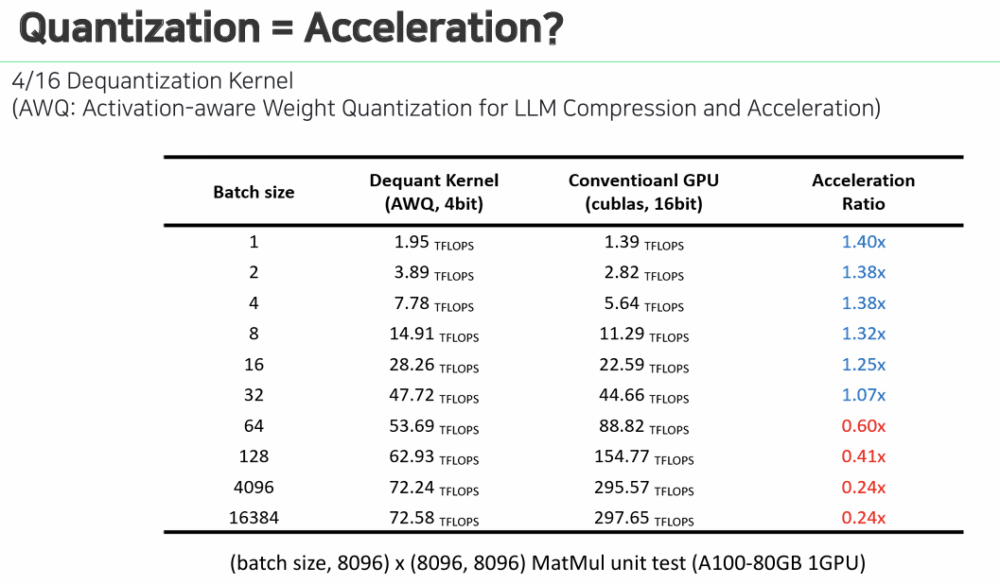 Quantization = Acceleration?
4/16 Dequantization Kernel
(AWQ: Activation-aware Weight Quantization for LLM Compression and Acceleration)
Batch size Dequant Kernel (AWQ, 4bit) Conventioanl GPU (cublas, 16bit) Acceleration Ratio
1 1.95 TFLOPS 1.39 TFLOPS 1.40x
2 3.89 TFLOPS 2.82 TFLOPS 1.38x
4 7.78 TFLOPS 5.64 TFLOPS 1.38x
8 14.91 TFLOPS 11.29 TFLOPS 1.32x
16 28.26 TFLOPS 22.59 TFLOPS 1.25x
32 47.72 TFLOPS 44.66 TFLOPS 1.07x
64 53.69 TFLOPS 88.82 TFLOPS 0.60x
128 62.93 TFLOPS 154.77 TFLOPS 0.41x
4096 72.24 TFLOPS 295.57 TFLOPS 0.24x
16384 72.58 TFLOPS 297.65 TFLOPS 0.24x
(batch size, 8096) x (8096, 8096) MatMul unit test (A100-80GB 1GPU)